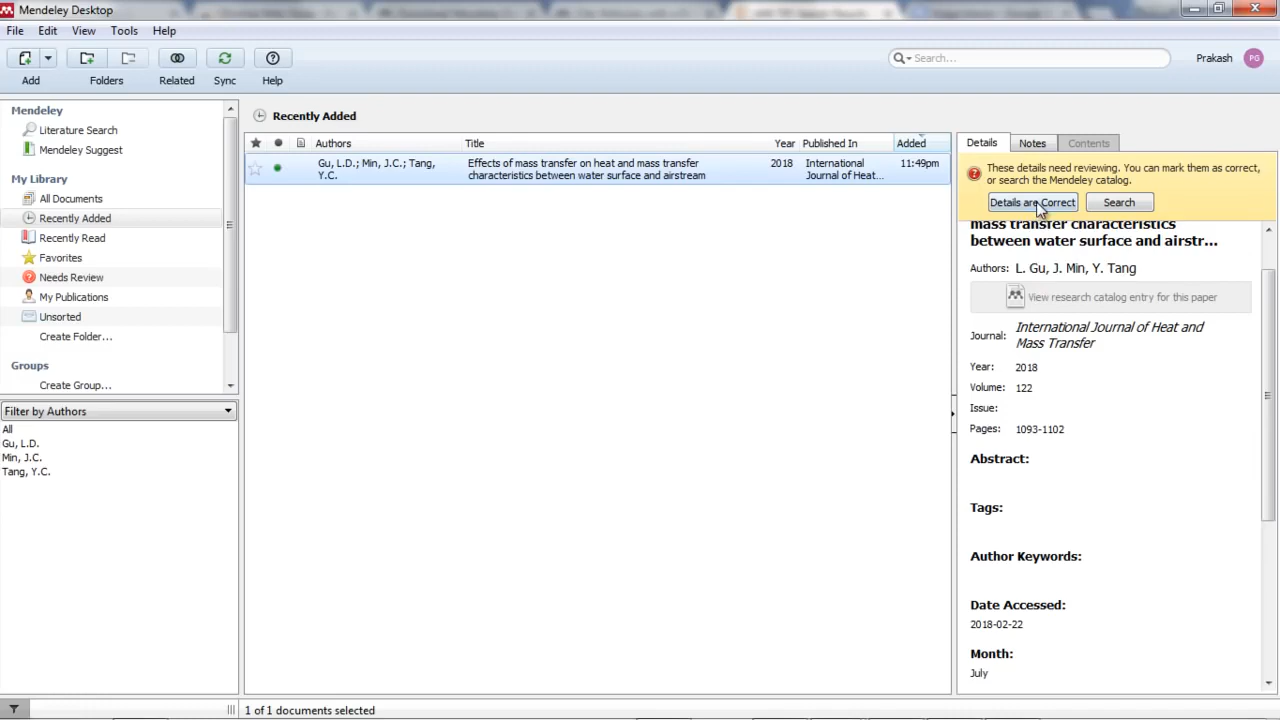 Mendeley Desktop
File Edit View Tools Help
Search...
Prakash PG
Add Folders Related Sync Help
Mendeley
Literature Search
Mendeley Suggest
My Library
All Documents
Recently Added
Recently Read
Favorites
Needs Review
My Publications
Unsorted
Create Folder...
Groups
Create Group...
Filter by Authors
All
Gu, L.D.
Min, J.C.
Tang, Y.C.
Recently Added
Authors Title Year Published In Added
Gu, L.D.; Min, J.C.; Tang, Effects of mass transfer on heat and mass transfer 2018 International 11:49pm
Y.C. characteristics between water surface and airstream Journal of Heat...
Details Notes Contents
These details need reviewing. You can mark them as correct,
or search the Mendeley catalog.
Details are Correct Search
mass transfer characteristics
between water surface and airstr...
Authors: L. Gu, J. Min, Y. Tang
View research catalog entry for this paper
Journal: International Journal of Heat and
Mass Transfer
Year: 2018
Volume: 122
Issue:
Pages: 1093-1102
Abstract:
Tags:
Author Keywords:
Date Accessed:
2018-02-22
Month:
July
1 of 1 documents selected